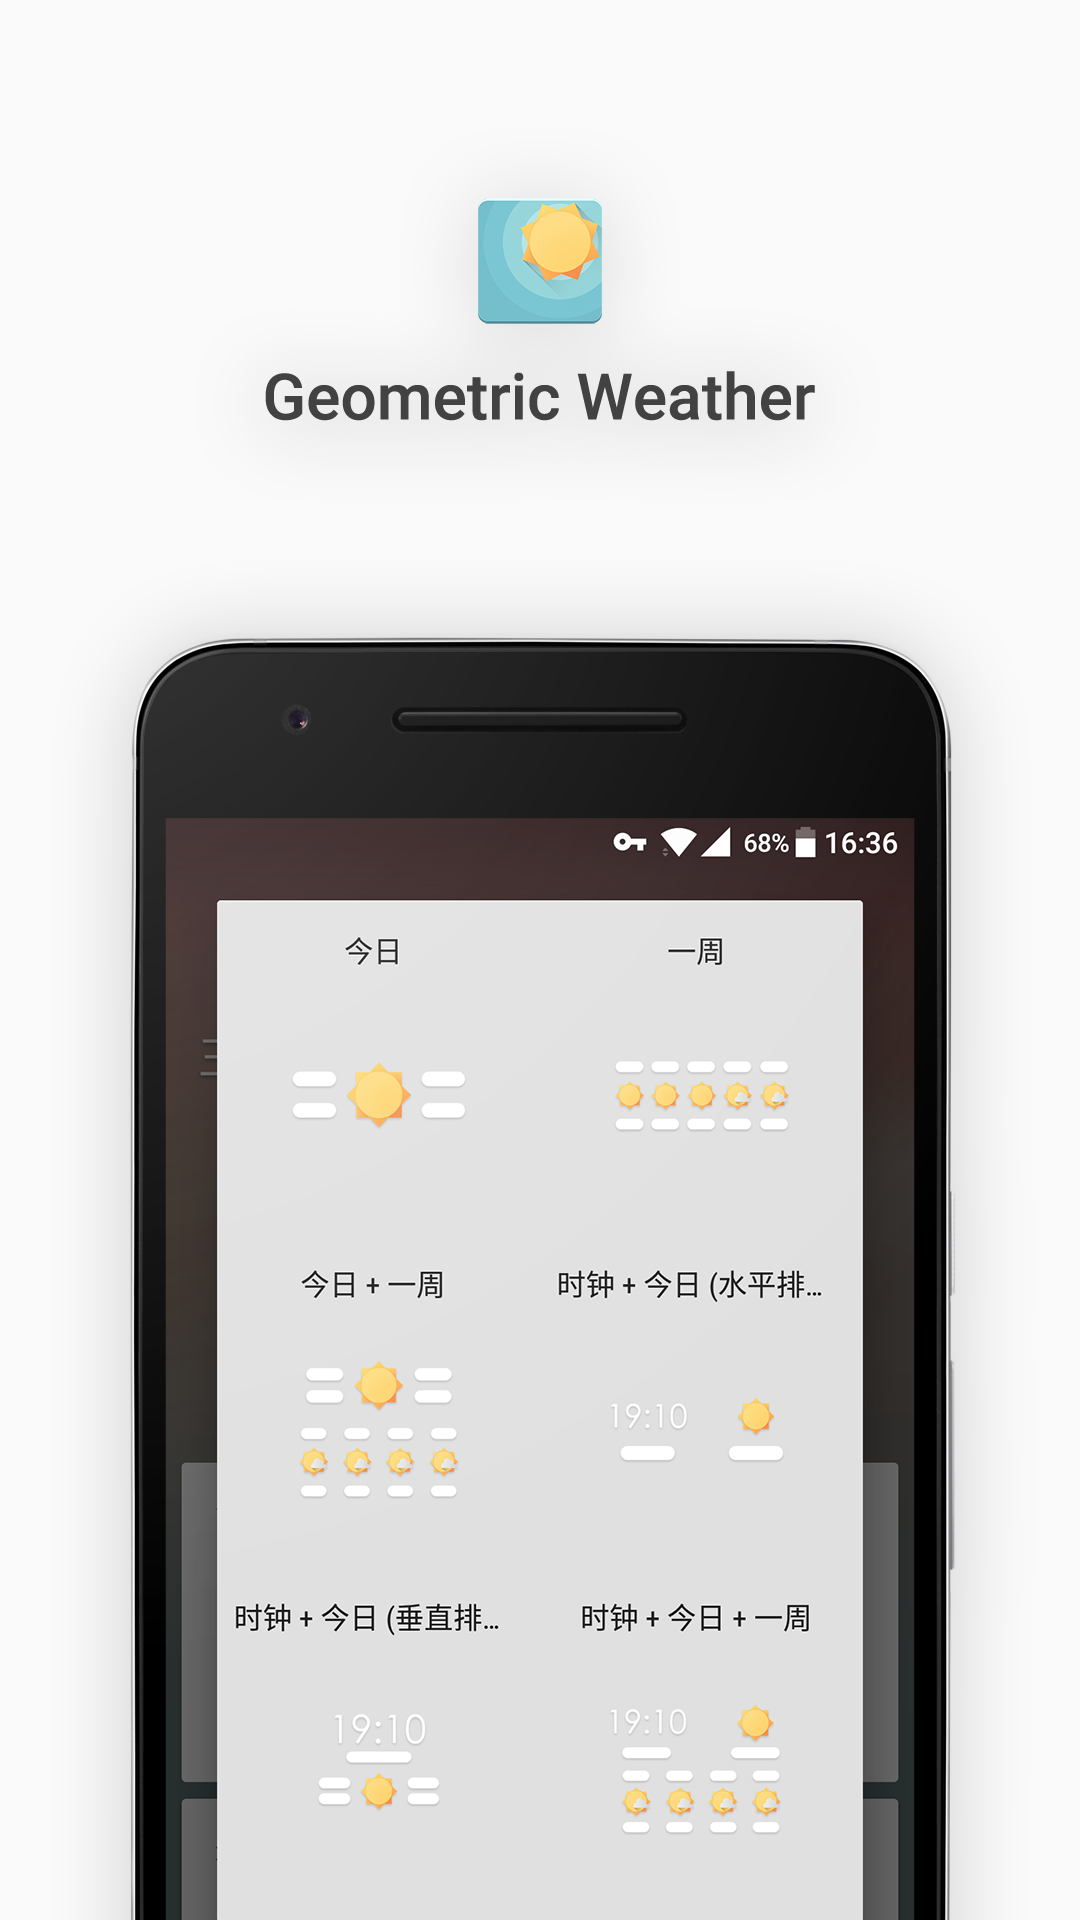 Geometric Weather
68% 16:36
今日 一周
今日 + 一周 时钟 + 今日 (水平排...
19:10
时钟 + 今日 (垂直排... 时钟 + 今日 + 一周
19:10 19:10